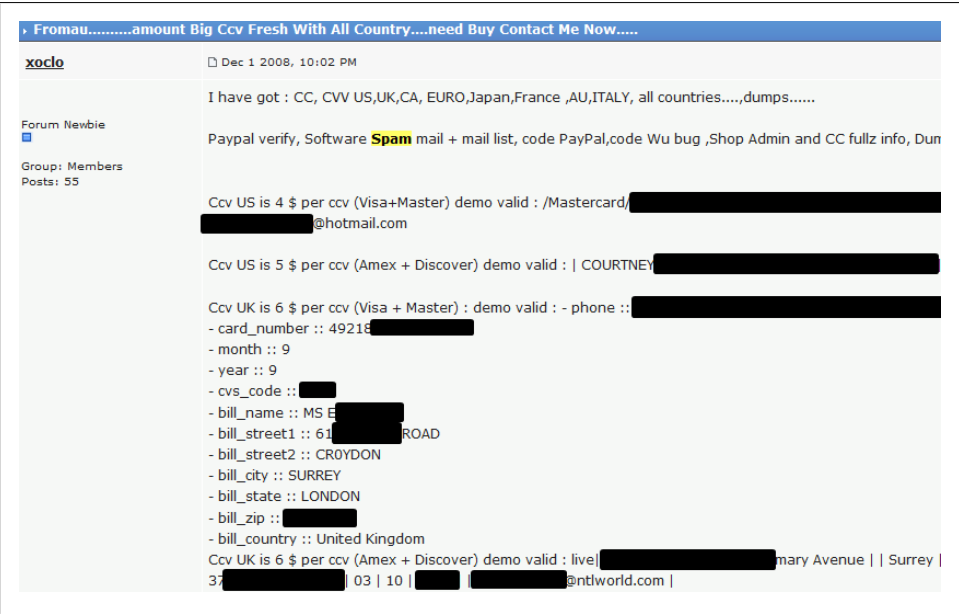 Fromau..........amount Big Ccv Fresh With All Country....need Buy Contact Me Now.....
xoclo
Dec 1 2008, 10:02 PM
Forum Newbie
Group: Members
Posts: 55
I have got : CC, CVV US,UK,CA, EURO,Japan,France ,AU,ITALY, all countries....,dumps......
Paypal verify, Software Spam mail + mail list, code PayPal,code Wu bug ,Shop Admin and CC fullz info,
Ccv US is 4 $ per ccv (Visa+Master) demo valid : /Mastercard/
@hotmail.com
Ccv US is 5 $ per ccv (Amex + Discover) demo valid : | COURTNEY
Ccv UK is 6 $ per ccv (Visa + Master) : demo valid : - phone ::
- card_number :: 49218
- month :: 9
- year :: 9
- cvs_code ::
- bill_name :: MS E
- bill_street1 :: 61 ROAD
- bill_street2 :: CR0YDON
- bill_city :: SURREY
- bill_state :: LONDON
- bill_zip ::
- bill_country :: United Kingdom
Ccv UK is 6 $ per ccv (Amex + Discover) demo valid : live| mary Avenue | | Surrey |
37 | 03 | 10 | | @ntlworld.com |